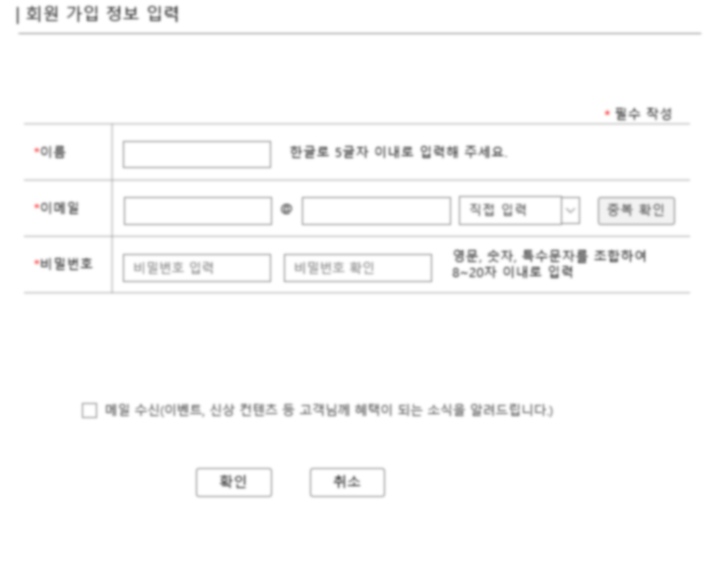 | 회원 가입 정보 입력
* 필수 작성
*이름 한글로 5글자 이내로 입력해 주세요.
*이메일 @ 직접 입력 중복 확인
*비밀번호 비밀번호 입력 비밀번호 확인 영문, 숫자, 특수문자를 조합하여
8~20자 이내로 입력
메일 수신(이벤트, 신상 컨텐츠 등 고객님께 혜택이 되는 소식을 알려드립니다.)
확인 취소